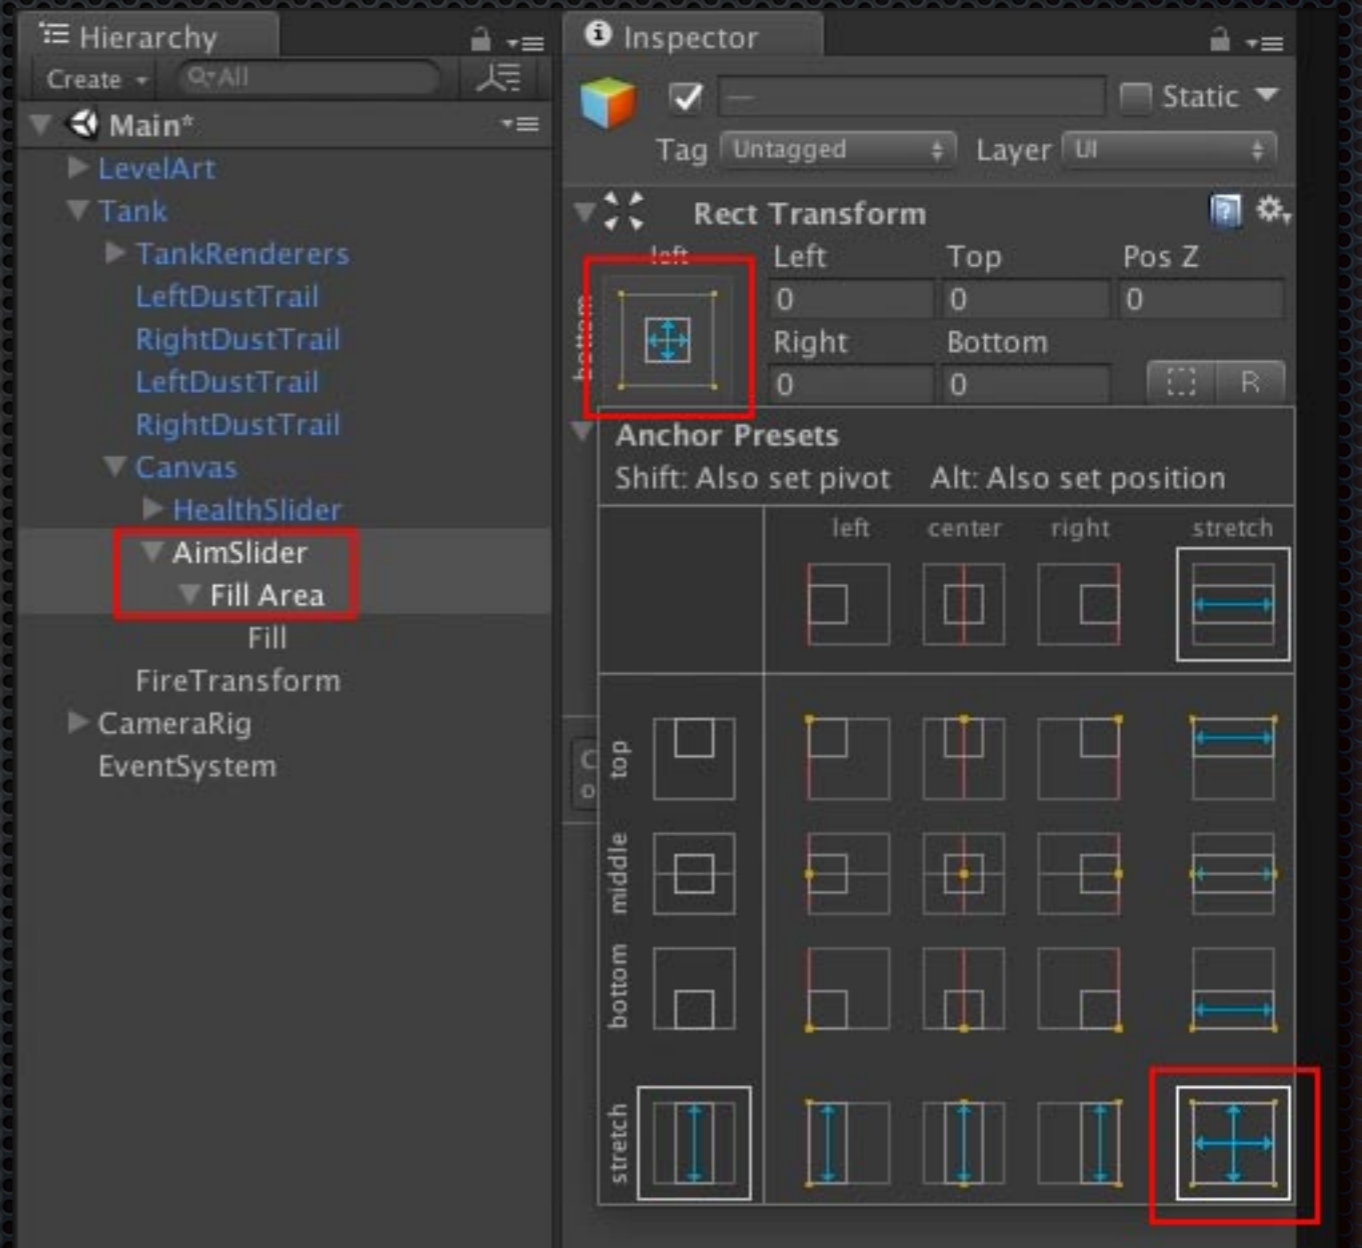 Hierarchy
Create
All
Main*
LevelArt
Tank
TankRenderers
LeftDustTrail
RightDustTrail
LeftDustTrail
RightDustTrail
Canvas
HealthSlider
AimSlider
Fill Area
Fill
FireTransform
CameraRig
EventSystem
Inspector
— Static
Tag Untagged Layer UI
Rect Transform
left
bottom
Left Top Pos Z
0 0 0
Right Bottom
0 0
R
Anchor Presets
Shift: Also set pivot Alt: Also set position
left center right stretch
top
middle
bottom
stretch